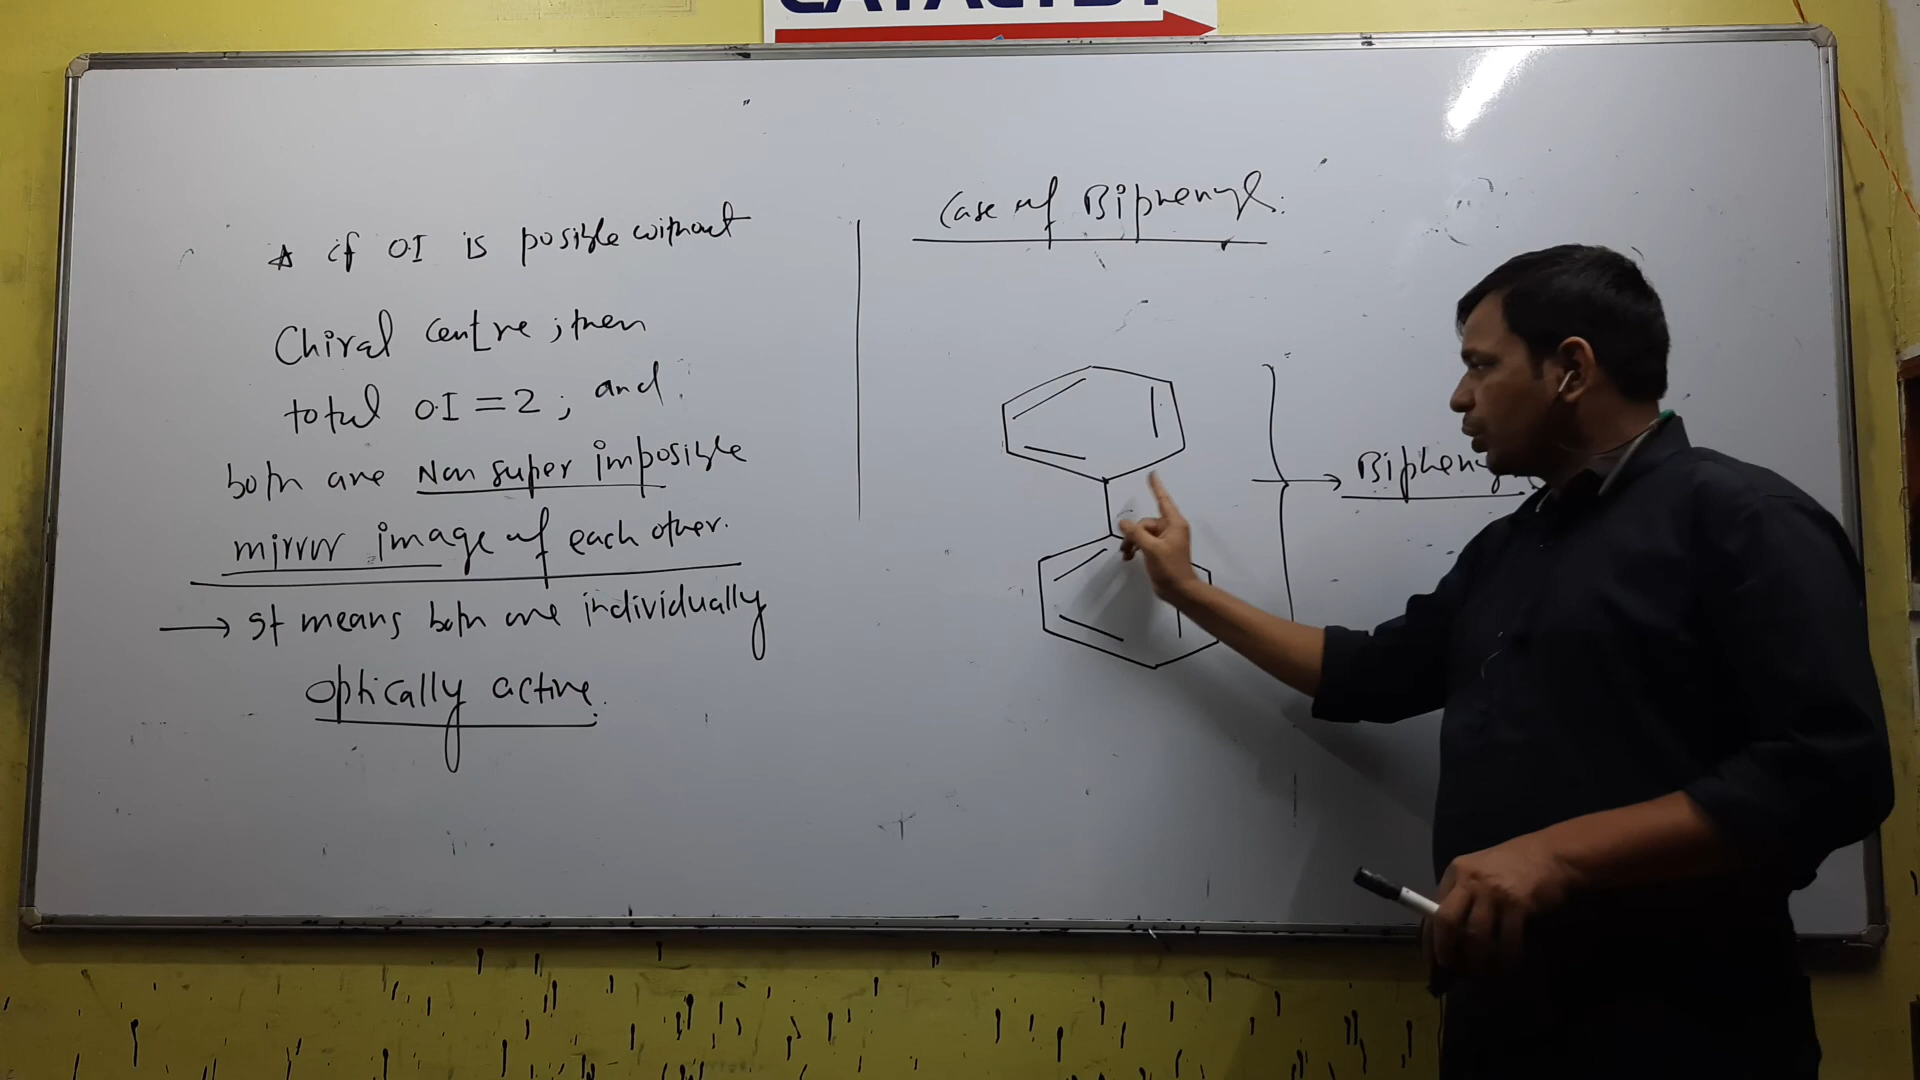 CATALYST
☆ if OI is posible without
Chiral centre ; then
total O.I = 2 ; and
both are Non super imposible
mirror image of each other.
→ It means both are individually
optically active.
Case of Biphenyl:
→ Biphenyl